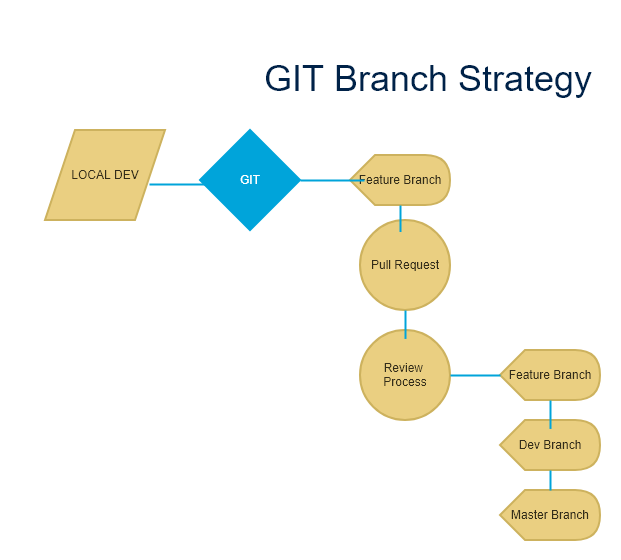 GIT Branch Strategy
LOCAL DEV
GIT
Feature Branch
Pull Request
Review
Process
Feature Branch
Dev Branch
Master Branch